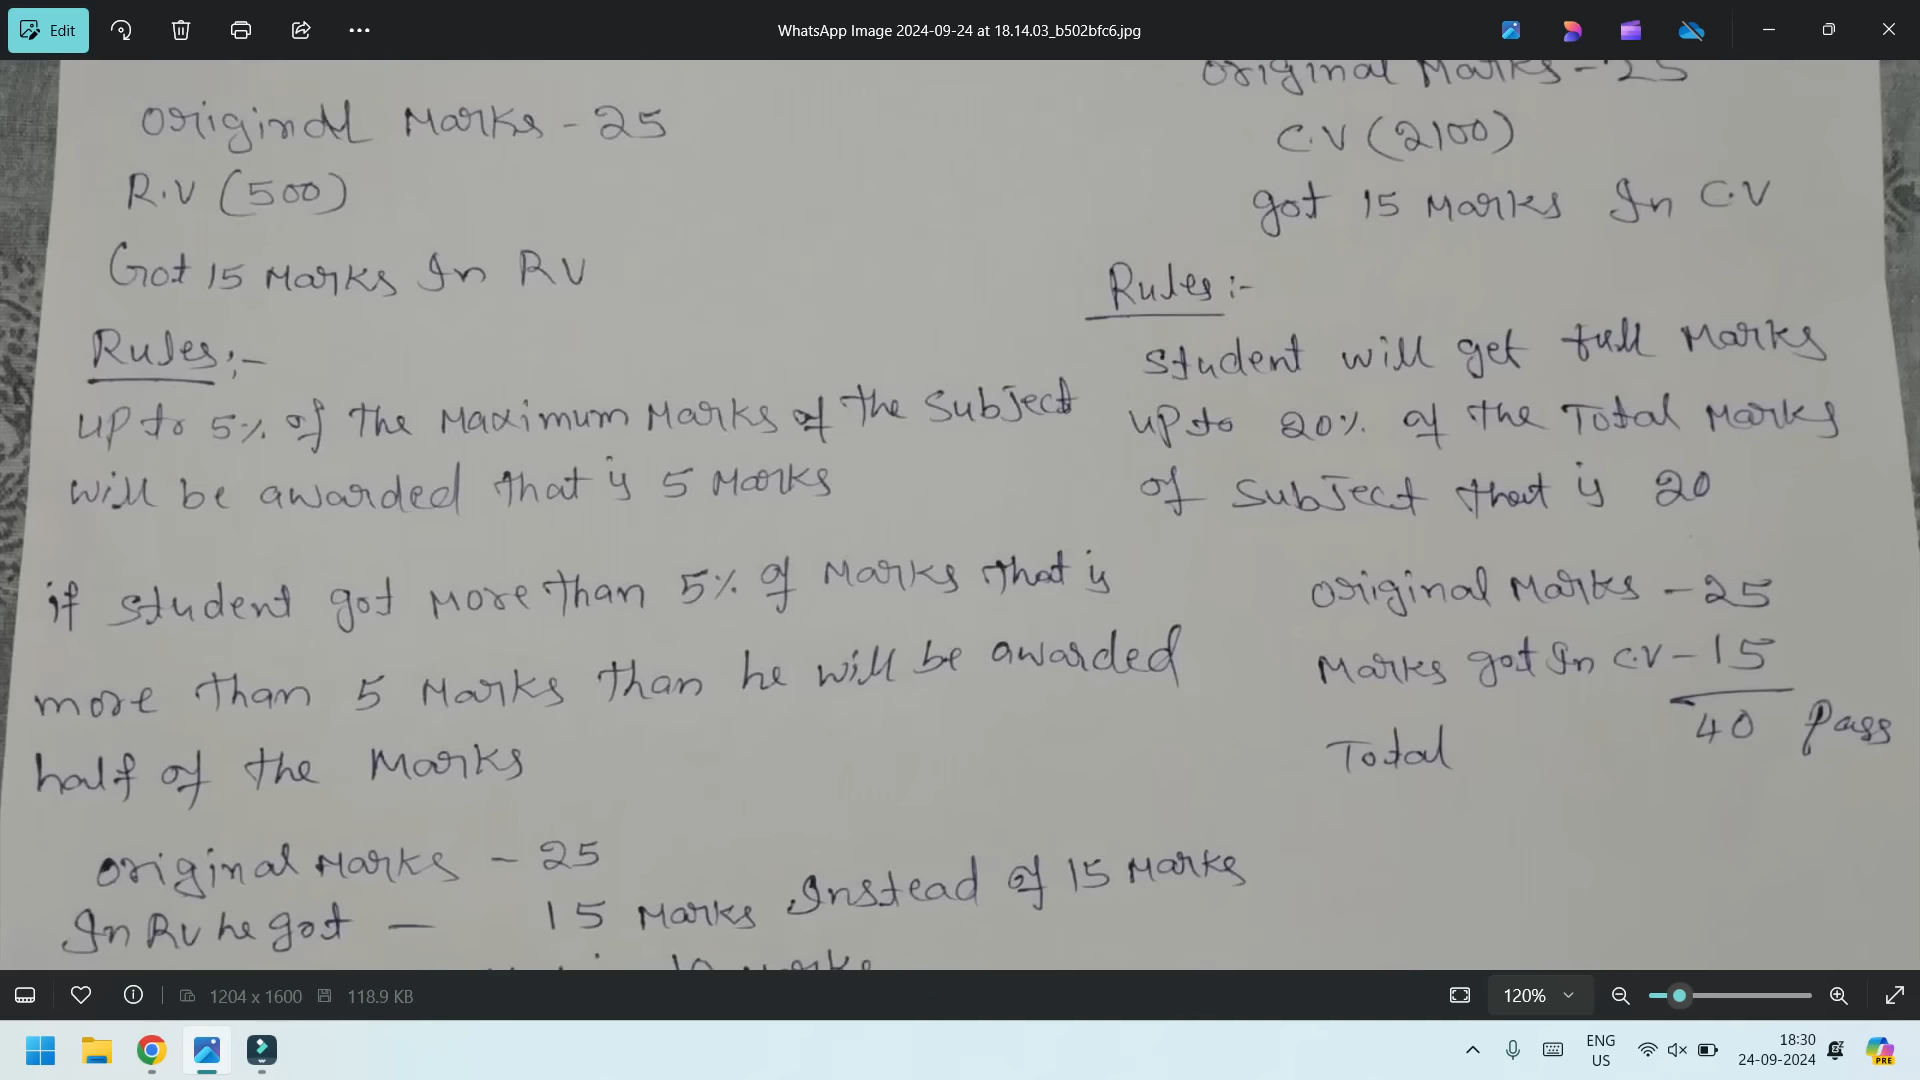 Edit
WhatsApp Image 2024-09-24 at 18.14.03_b502bfc6.jpg
Original Marks - 25
R.V (500)
Got 15 Marks In RV
Rules:-
UP to 5% of the Maximum Marks of the Subject
will be awarded that is 5 Marks
if student got more than 5% of Marks that is
more than 5 Marks than he will be awarded
half of the Marks
original Marks - 25
In RV he got - 15 Marks Instead of 15 Marks
10 Marks
original Marks - 25
C.V (2100)
got 15 Marks In C.V
Rules:-
Student will get full Marks
UP to 20% of the Total Marks
of Subject that is 20
original Marks - 25
Marks got In C.V - 15
Total 40 Pass
1204 x 1600 118.9 KB
120%
ENG
US
18:30
24-09-2024
PRE